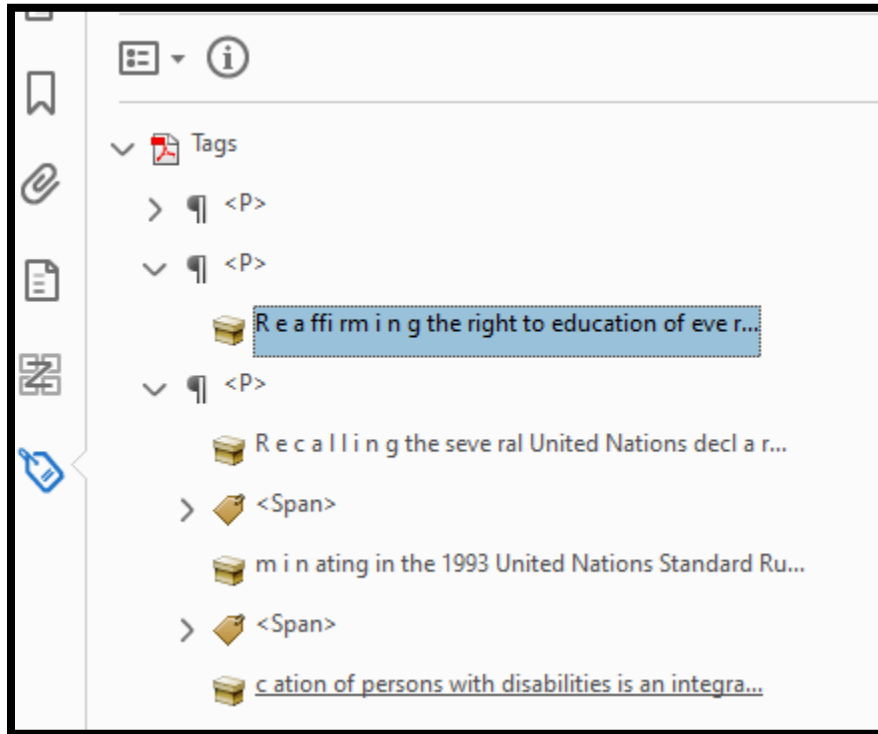 Tags
<P>
<P>
R e a ffi rm i n g the right to education of eve r...
<P>
R e c a l l i n g the seve ral United Nations decl a r...
<Span>
m i n ating in the 1993 United Nations Standard Ru...
<Span>
c ation of persons with disabilities is an integra...